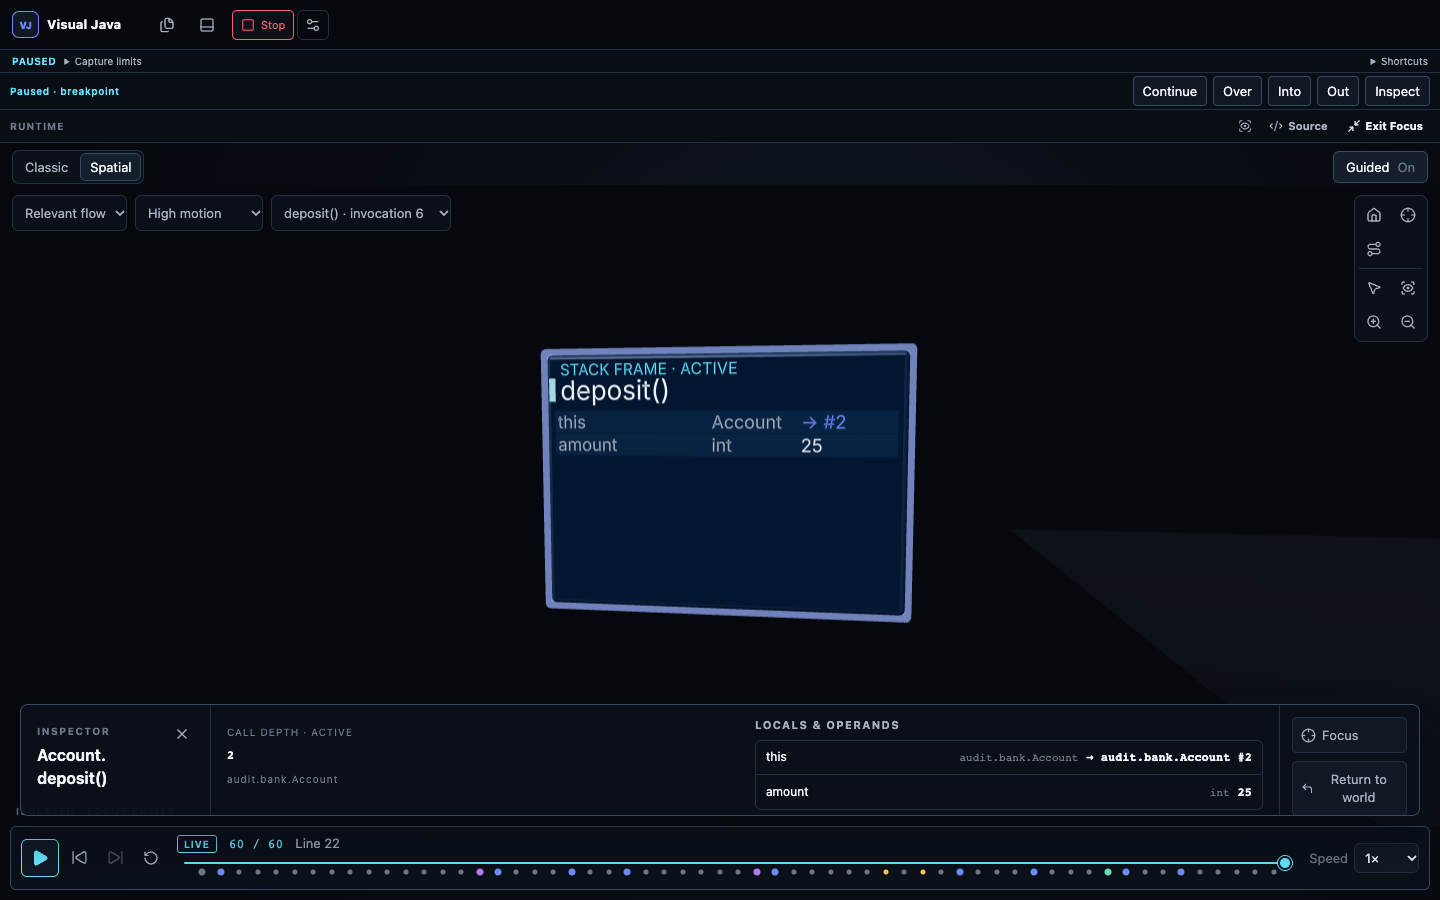 VJ Visual Java Stop
PAUSED Capture limits Shortcuts
Paused · breakpoint Continue Over Into Out Inspect
RUNTIME Source Exit Focus
Classic Spatial Guided On
Relevant flow High motion deposit() · invocation 6
STACK FRAME · ACTIVE
deposit()
this Account → #2
amount int 25
INSPECTOR
Account.
deposit()
CALL DEPTH · ACTIVE
2
audit.bank.Account
LOCALS & OPERANDS
this audit.bank.Account → audit.bank.Account #2
amount int 25
Focus
Return to
world
LIVE 60 / 60 Line 22
Speed 1×